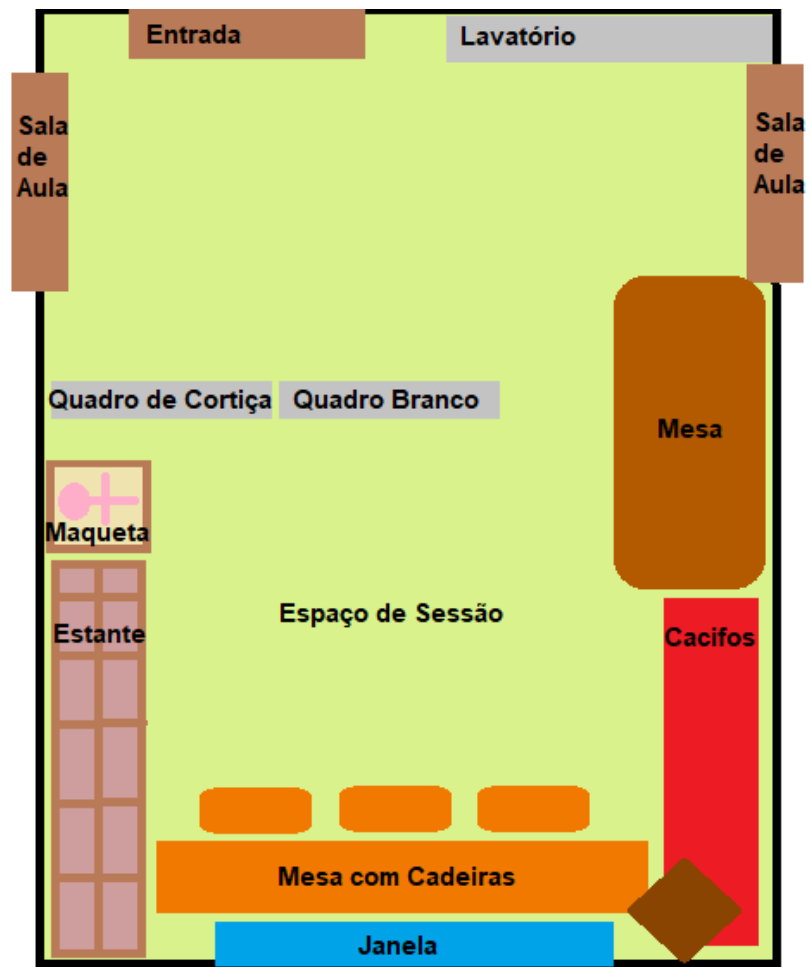 Entrada
Lavatório
Sala
de
Aula
Sala
de
Aula
Quadro de Cortiça
Quadro Branco
Mesa
Maqueta
Espaço de Sessão
Estante
Cacifos
Mesa com Cadeiras
Janela